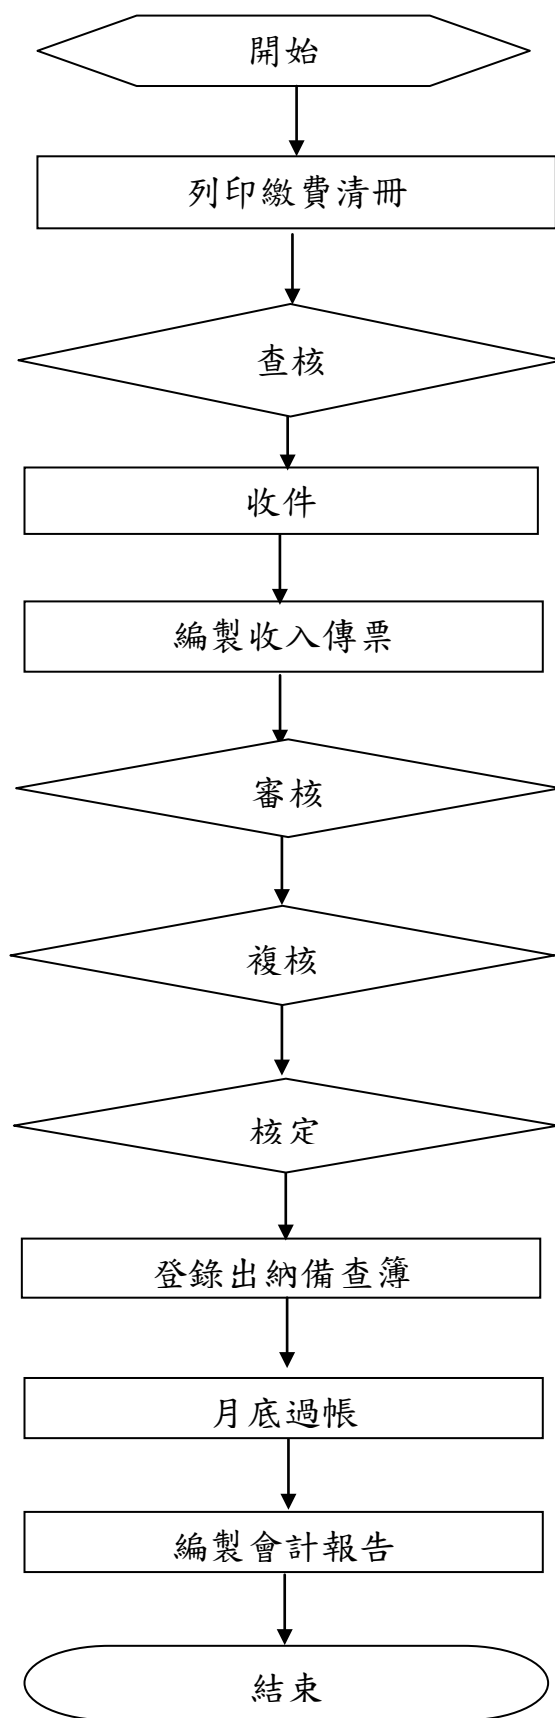 開始
列印繳費清冊
查核
收件
編製收入傳票
審核
複核
核定
登錄出納備查簿
月底過帳
編製會計報告
結束